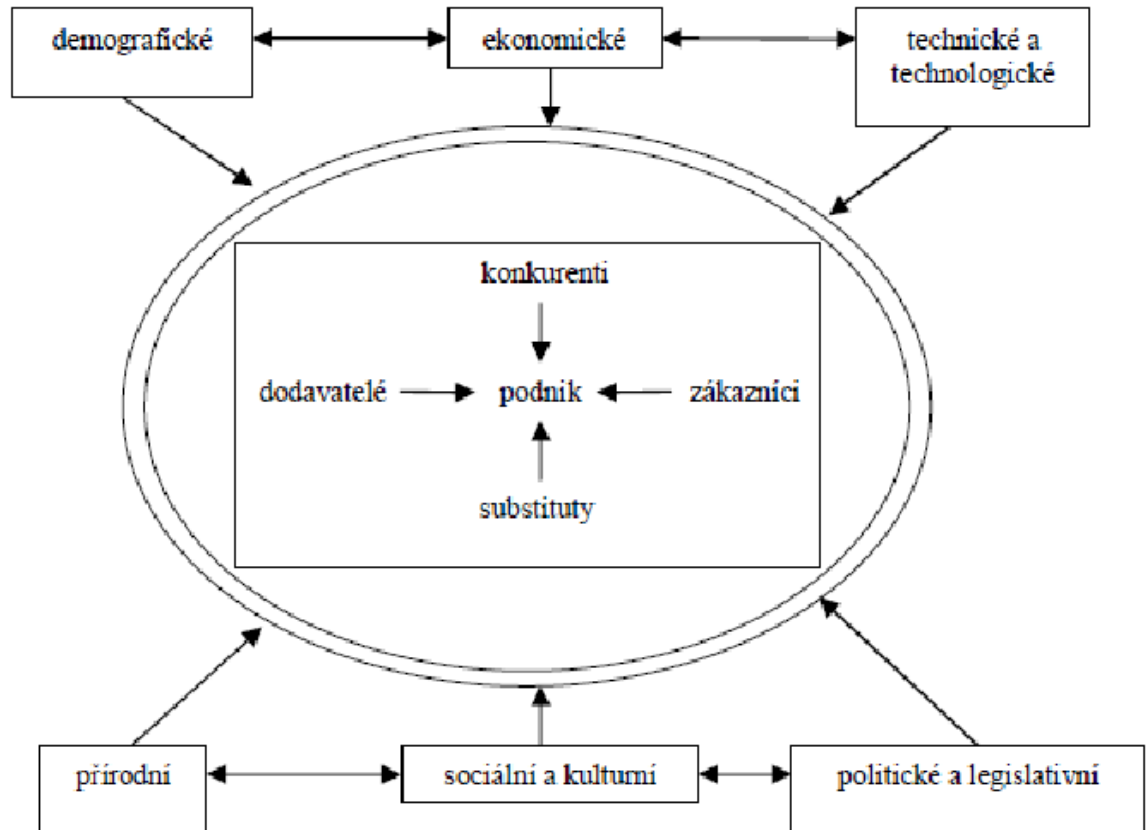 demografické
ekonomické
technické a
technologické
konkurenti
dodavatelé
podnik
zákazníci
substituty
přírodní
sociální a kulturní
politické a legislativní